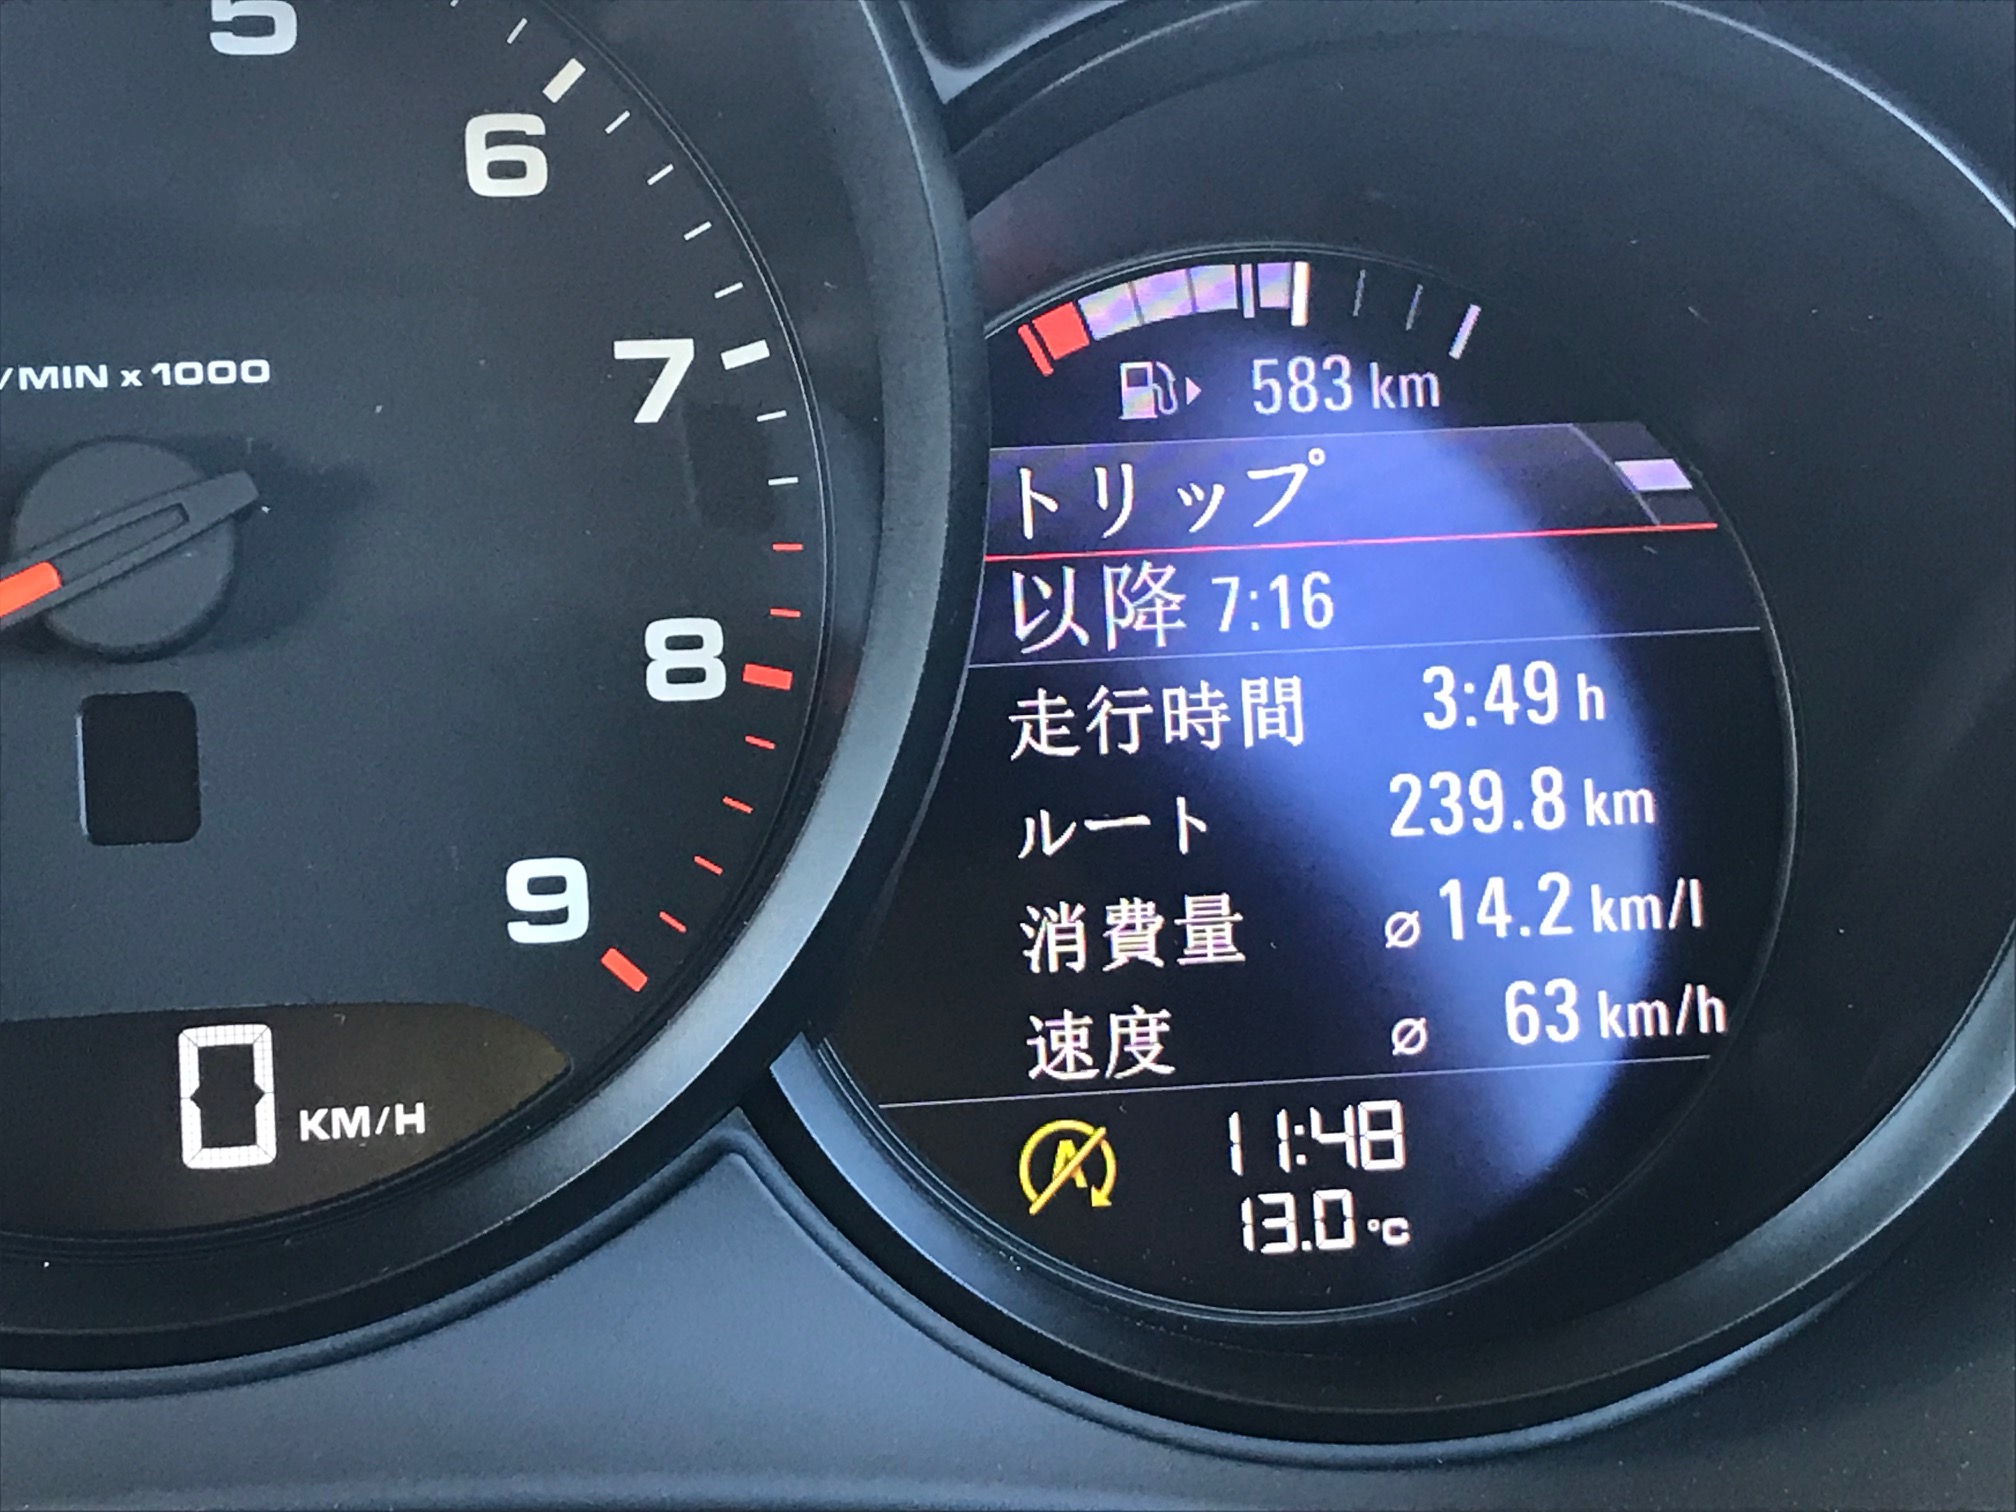 5
6
7
/MIN x 1000
8
9
0 KM/H
583 km
トリップ
以降 7:16
走行時間 3:49 h
ルート 239.8 km
消費量 ⌀ 14.2 km/l
速度 ⌀ 63 km/h
A 11:48
13.0 °C